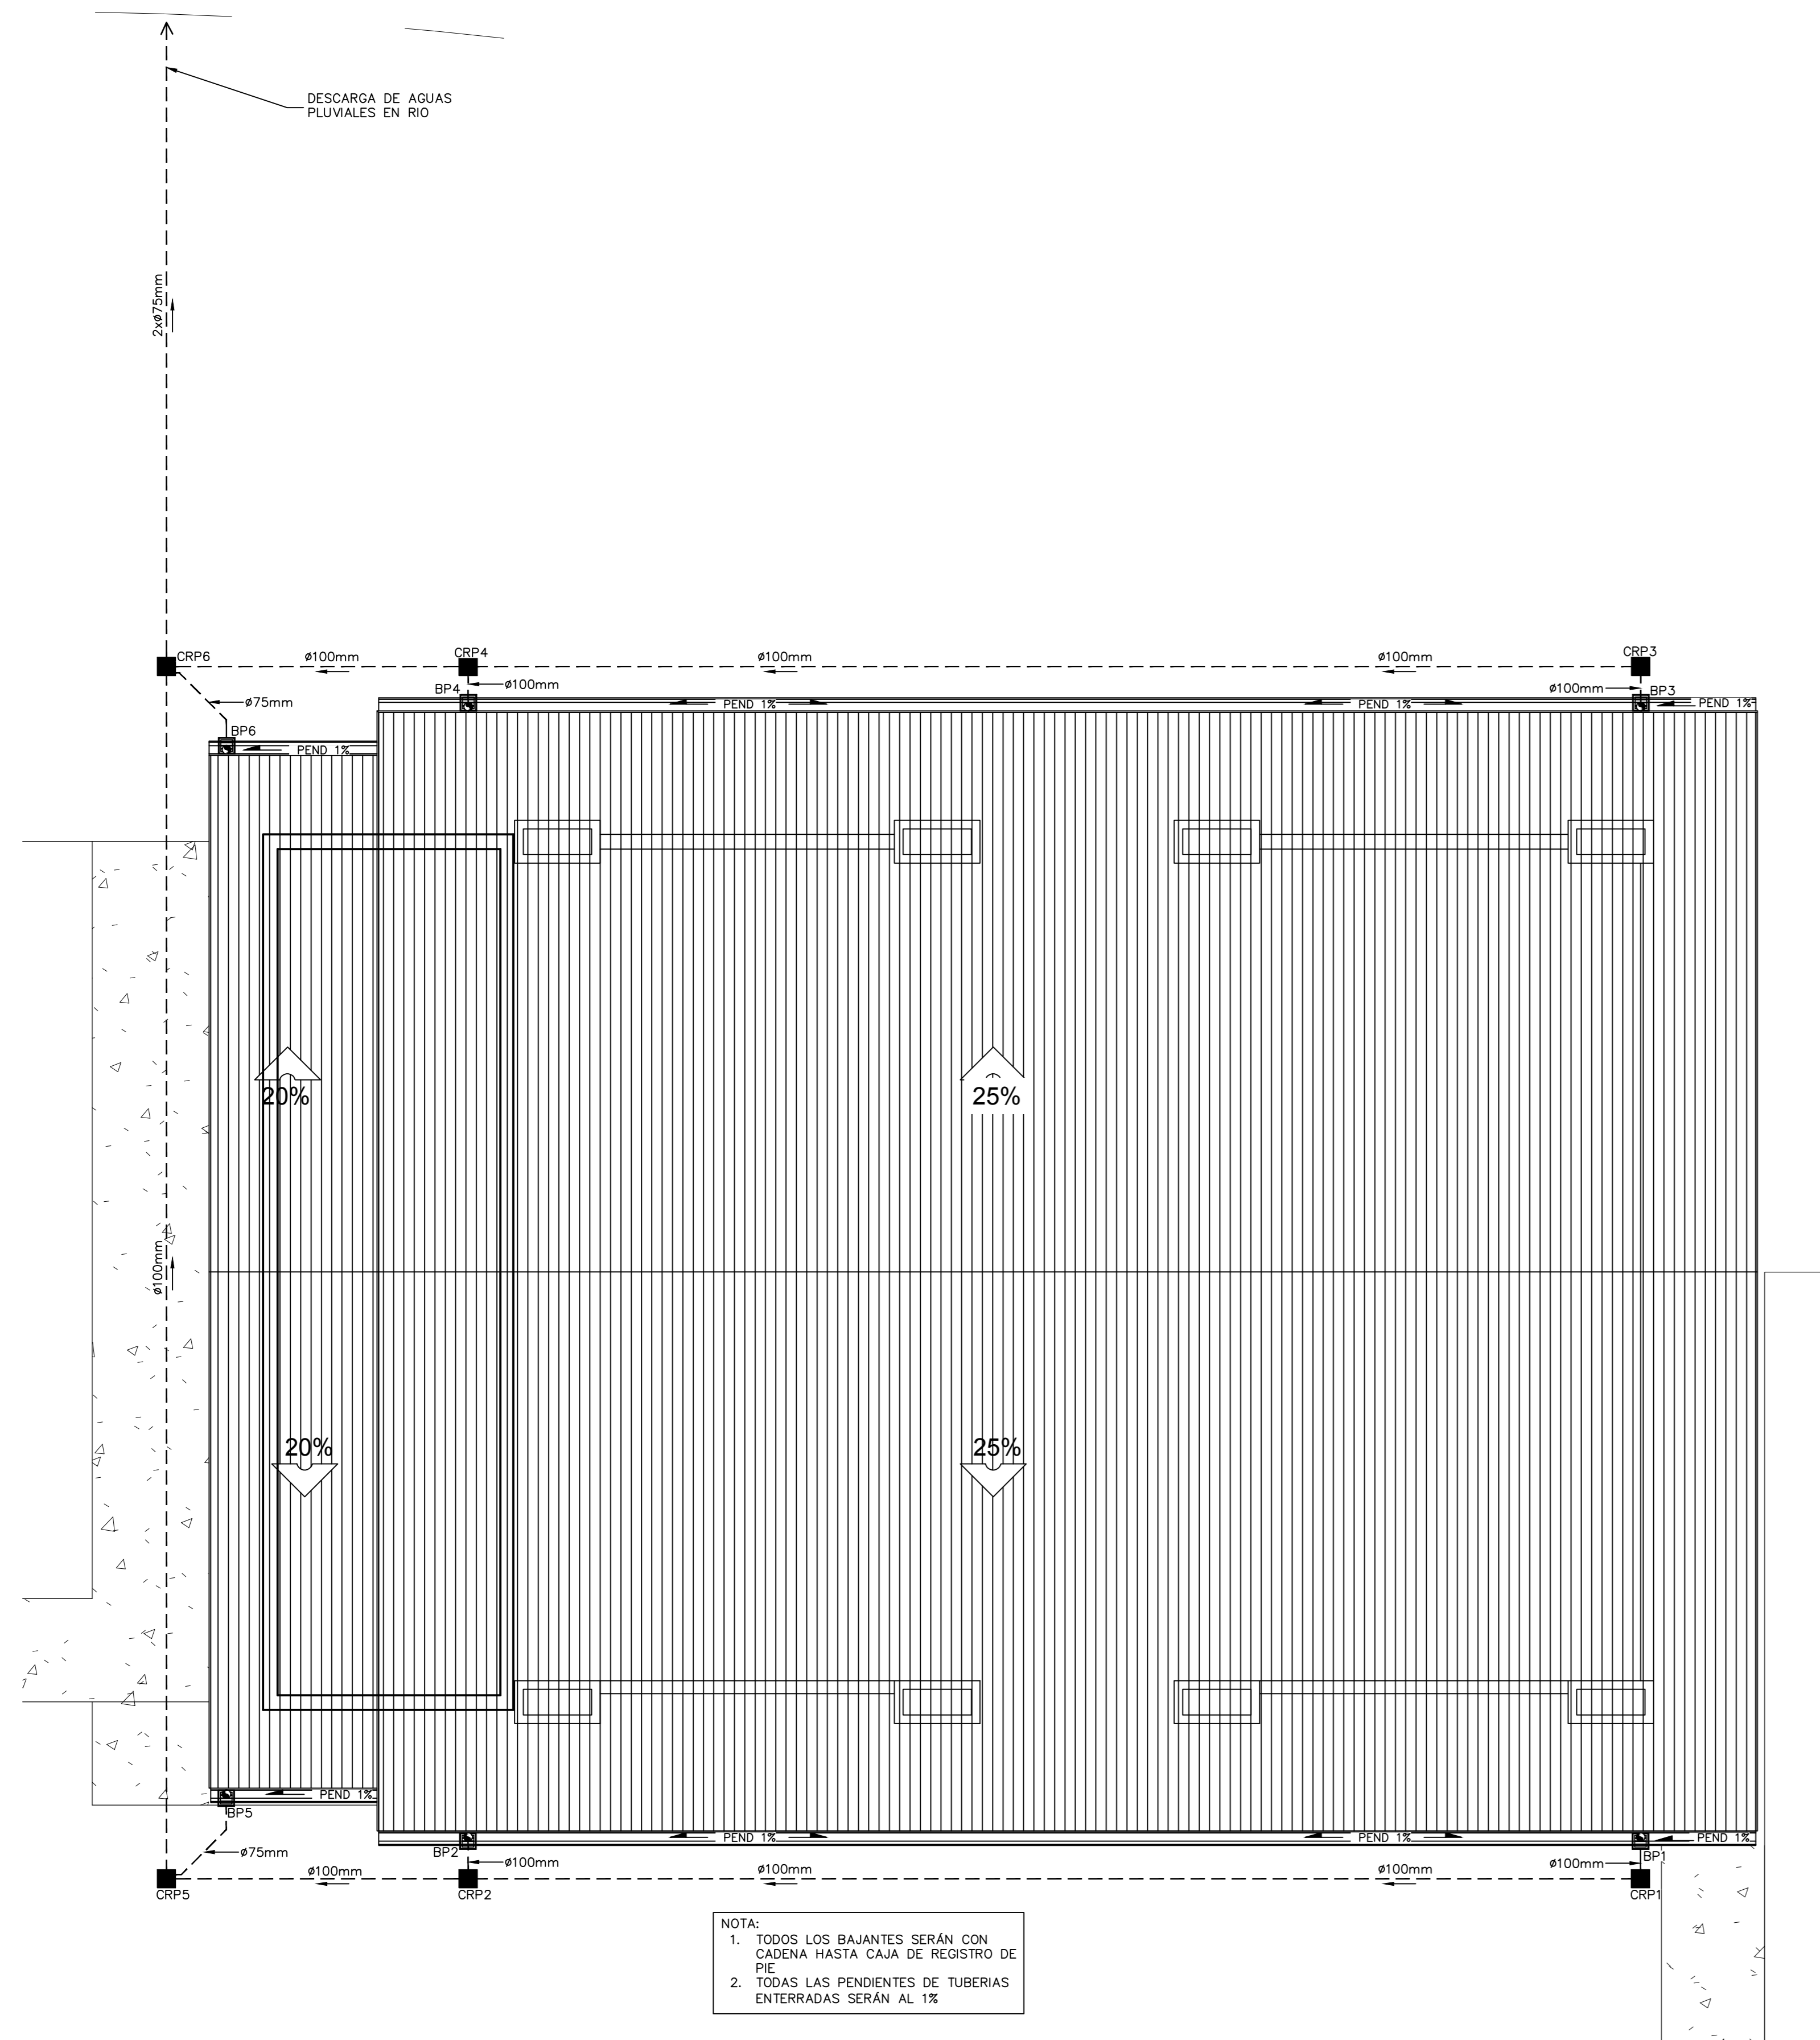 DESCARGA DE AGUAS
PLUVIALES EN RIO
2xø75mm
CRP6
ø100mm
CRP4
ø100mm
ø100mm
CRP3
ø75mm
BP4
ø100mm
ø100mm
BP3
PEND 1%
PEND 1%
PEND 1%
BP6
PEND 1%
20%
25%
ø100mm
20%
25%
PEND 1%
BP5
PEND 1%
PEND 1%
PEND 1%
ø75mm
BP2
ø100mm
ø100mm
BP1
CRP5
ø100mm
CRP2
ø100mm
ø100mm
CRP1
NOTA:
1. TODOS LOS BAJANTES SERÁN CON
CADENA HASTA CAJA DE REGISTRO DE
PIE
2. TODAS LAS PENDIENTES DE TUBERIAS
ENTERRADAS SERÁN AL 1%